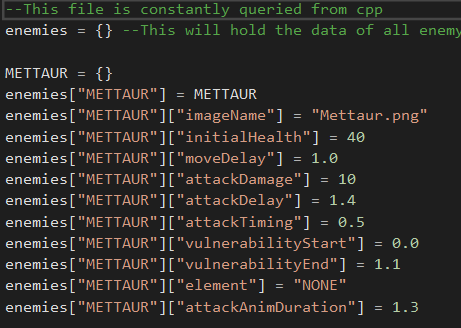 --This file is constantly queried from cpp
enemies = {} --This will hold the data of all enemy
METTAUR = {}
enemies["METTAUR"] = METTAUR
enemies["METTAUR"]["imageName"] = "Mettaur.png"
enemies["METTAUR"]["initialHealth"] = 40
enemies["METTAUR"]["moveDelay"] = 1.0
enemies["METTAUR"]["attackDamage"] = 10
enemies["METTAUR"]["attackDelay"] = 1.4
enemies["METTAUR"]["attackTiming"] = 0.5
enemies["METTAUR"]["vulnerabilityStart"] = 0.0
enemies["METTAUR"]["vulnerabilityEnd"] = 1.1
enemies["METTAUR"]["element"] = "NONE"
enemies["METTAUR"]["attackAnimDuration"] = 1.3